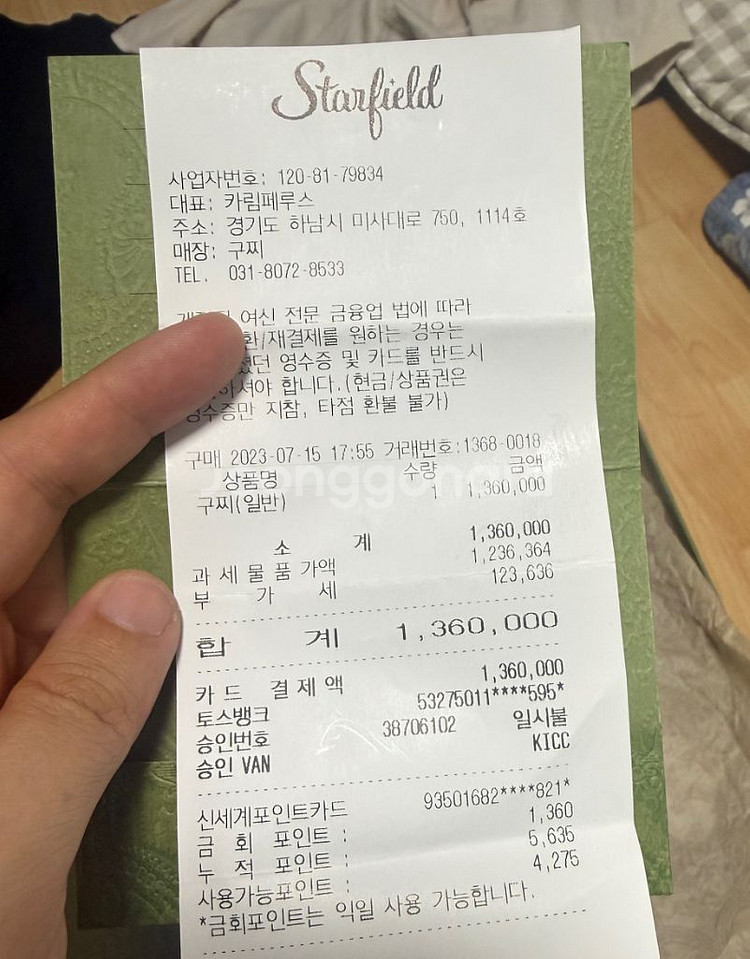 Starfield
사업자번호: 120-81-79834
대표: 카림페루스
주소: 경기도 하남시 미사대로 750, 1114호
매장: 구찌
TEL. 031-8072-8533
여신 전문 금융업 법에 따라
환/재결제를 원하는 경우는
영수증 및 카드를 반드시
합니다.(현금/상품권은
영수증만 지참, 타점 환불 불가)
구매 2023-07-15 17:55 거래번호:1368-0018
상품명 수량 금액
구찌(일반) 1 1,360,000
소 계 1,360,000
과 세 물 품 가액 1,236,364
부 가 세 123,636
합 계 1,360,000
카 드 결 제 액 1,360,000
토스뱅크 53275011****595*
승인번호 38706102 일시불
승인 VAN KICC
신세계포인트카드 93501682****821*
금 회 포인트 : 1,360
누 적 포인트 : 5,635
사용가능포인트 : 4,275
*금회포인트는 익일 사용 가능합니다.